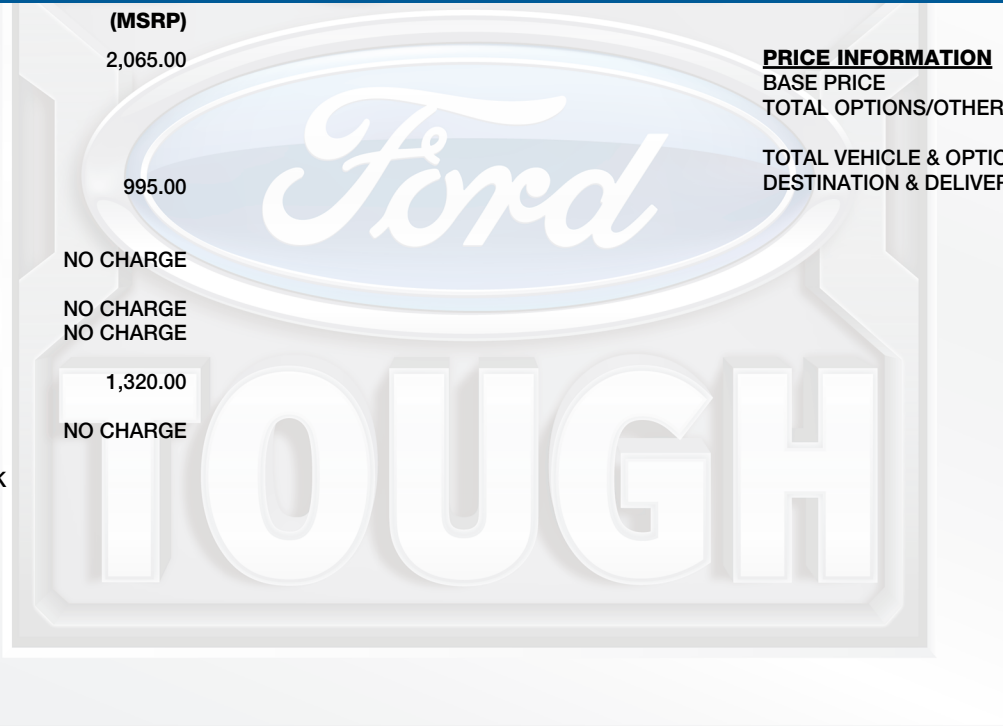 (MSRP)
2,065.00
995.00
NO CHARGE
NO CHARGE
NO CHARGE
1,320.00
NO CHARGE
K
PRICE INFORMATION
BASE PRICE
TOTAL OPTIONS/OTHER
TOTAL VEHICLE & OPTIO
DESTINATION & DELIVER
Ford
TOUGH